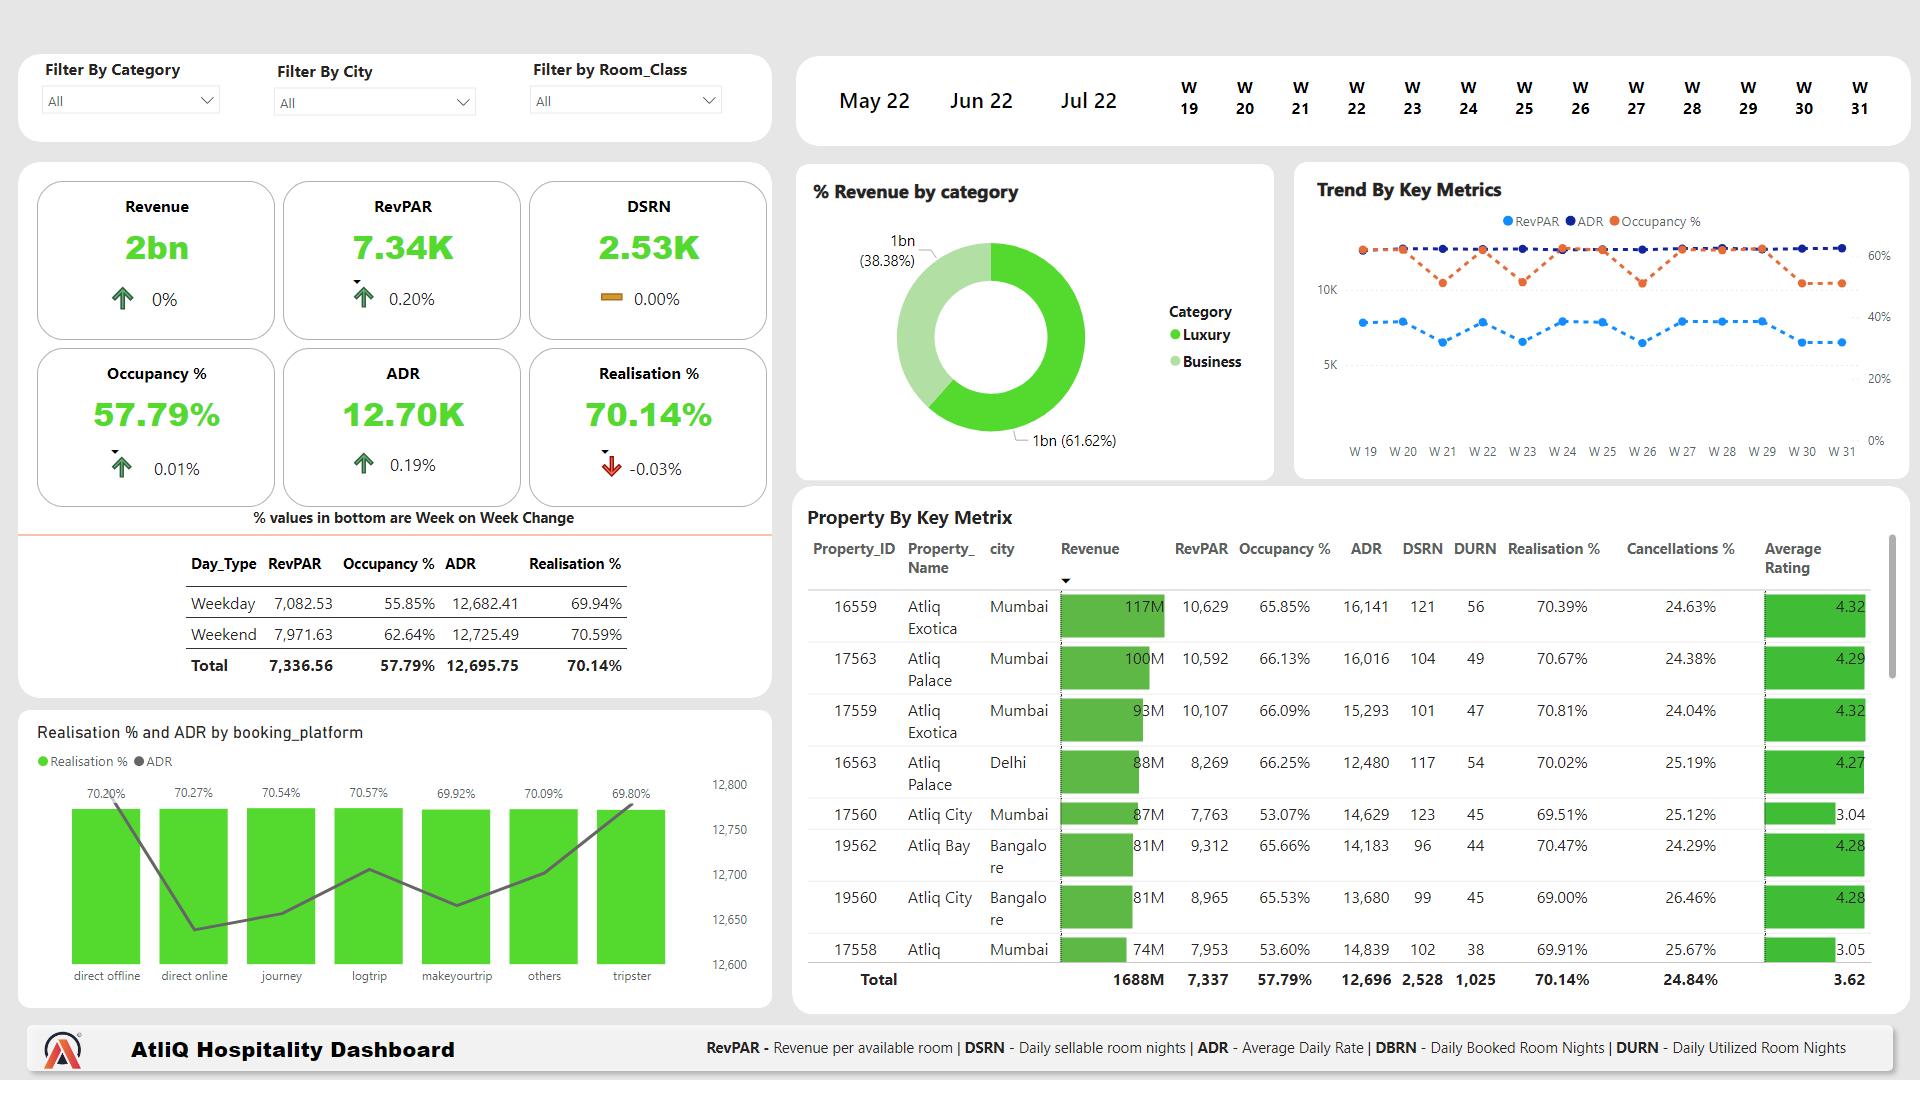 Filter By Category
All
Filter By City
All
Filter by Room_Class
All
May 22 Jun 22 Jul 22
W 19
W 20
W 21
W 22
W 23
W 24
W 25
W 26
W 27
W 28
W 29
W 30
W 31
Revenue
2bn
0%
RevPAR
7.34K
0.20%
DSRN
2.53K
0.00%
Occupancy %
57.79%
0.01%
ADR
12.70K
0.19%
Realisation %
70.14%
-0.03%
% values in bottom are Week on Week Change
Day_Type RevPAR Occupancy % ADR Realisation %
Weekday 7,082.53 55.85% 12,682.41 69.94%
Weekend 7,971.63 62.64% 12,725.49 70.59%
Total 7,336.56 57.79% 12,695.75 70.14%
Realisation % and ADR by booking_platform
Realisation % ADR
70.20% 70.27% 70.54% 70.57% 69.92% 70.09% 69.80%
12,800
12,750
12,700
12,650
12,600
direct offline direct online journey logtrip makeyourtrip others tripster
% Revenue by category
1bn
(38.38%)
1bn (61.62%)
Category
Luxury
Business
Trend By Key Metrics
RevPAR ADR Occupancy %
10K
5K
60%
40%
20%
0%
W 19 W 20 W 21 W 22 W 23 W 24 W 25 W 26 W 27 W 28 W 29 W 30 W 31
Property By Key Metrix
Property_ID Property_ city Revenue RevPAR Occupancy % ADR DSRN DURN Realisation % Cancellations % Average
Name Rating
16559 Atliq Mumbai 117M 10,629 65.85% 16,141 121 56 70.39% 24.63% 4.32
Exotica
17563 Atliq Mumbai 100M 10,592 66.13% 16,016 104 49 70.67% 24.38% 4.29
Palace
17559 Atliq Mumbai 93M 10,107 66.09% 15,293 101 47 70.81% 24.04% 4.32
Exotica
16563 Atliq Delhi 88M 8,269 66.25% 12,480 117 54 70.02% 25.19% 4.27
Palace
17560 Atliq City Mumbai 87M 7,763 53.07% 14,629 123 45 69.51% 25.12% 3.04
19562 Atliq Bay Bangalo 81M 9,312 65.66% 14,183 96 44 70.47% 24.29% 4.28
re
19560 Atliq City Bangalo 81M 8,965 65.53% 13,680 99 45 69.00% 26.46% 4.28
re
17558 Atliq Mumbai 74M 7,953 53.60% 14,839 102 38 69.91% 25.67% 3.05
Total 1688M 7,337 57.79% 12,696 2,528 1,025 70.14% 24.84% 3.62
AtliQ Hospitality Dashboard
RevPAR - Revenue per available room | DSRN - Daily sellable room nights | ADR - Average Daily Rate | DBRN - Daily Booked Room Nights | DURN - Daily Utilized Room Nights